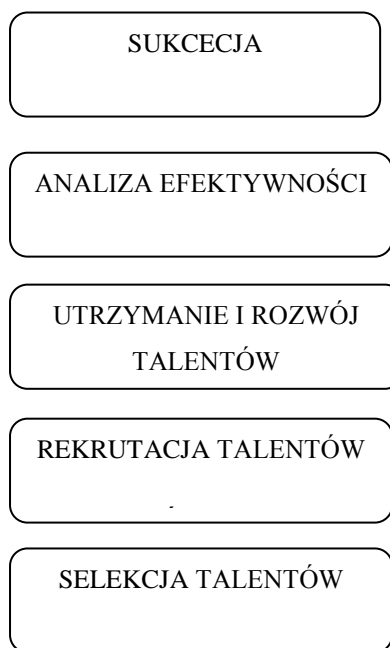 SUKCECJA
ANALIZA EFEKTYWNOŚCI
UTRZYMANIE I ROZWÓJ
TALENTÓW
REKRUTACJA TALENTÓW
SELEKCJA TALENTÓW